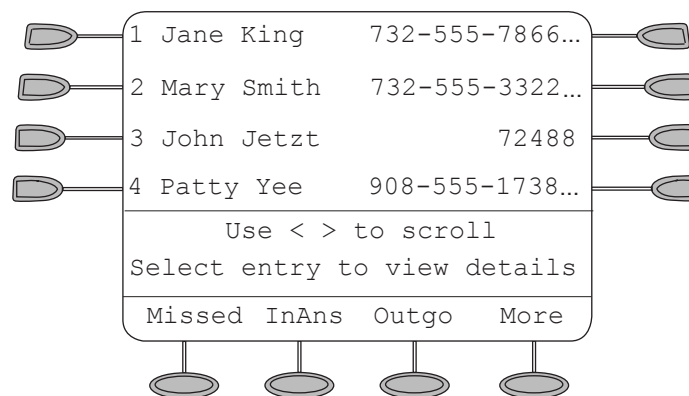 1 Jane King 732-555-7866...
2 Mary Smith 732-555-3322...
3 John Jetzt 72488
4 Patty Yee 908-555-1738...
Use < > to scroll
Select entry to view details
Missed InAns Outgo More